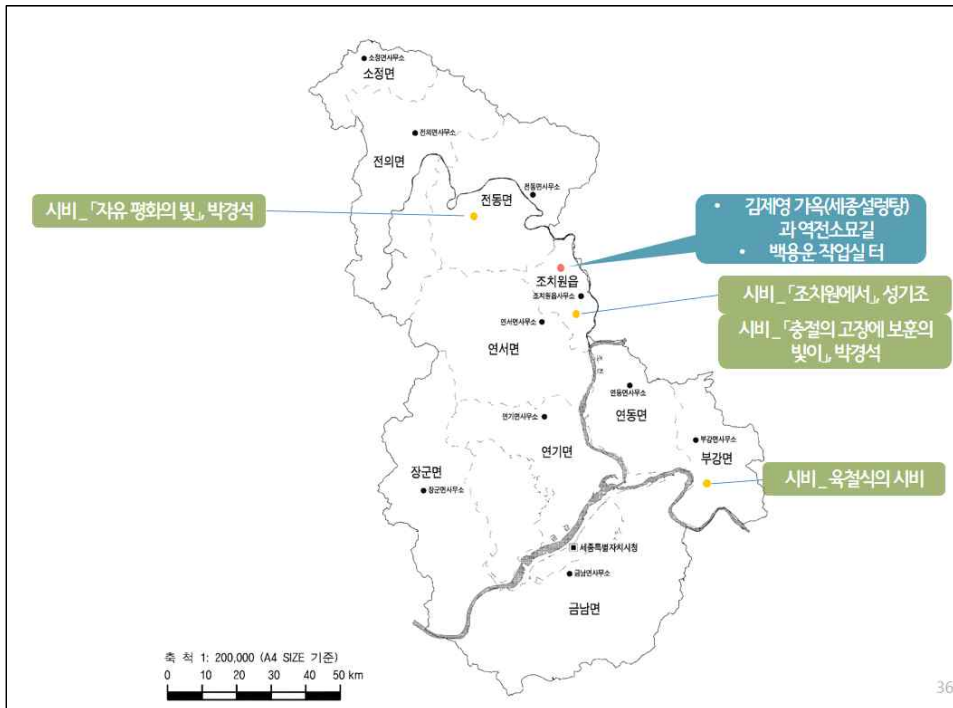 소정면사무소
소정면
전의면사무소
전의면
전동면사무소
전동면
시비 _ 「자유 평화의 빛」, 박경석
• 김제영 가옥(세종설렁탕)
과 역전소묘길
• 백용운 작업실 터
조치원읍
조치원읍사무소
시비 _ 「조치원에서」, 성기조
연서면사무소
연서면
시비 _ 「충절의 고장에 보훈의
빛이」, 박경석
연동면사무소
연동면
연기면사무소
연기면
부강면사무소
부강면
장군면
장군면사무소
시비 _ 육철식의 시비
세종특별자치시청
금남면사무소
금남면
축 척 1: 200,000 (A4 SIZE 기준)
0 10 20 30 40 50 km
36